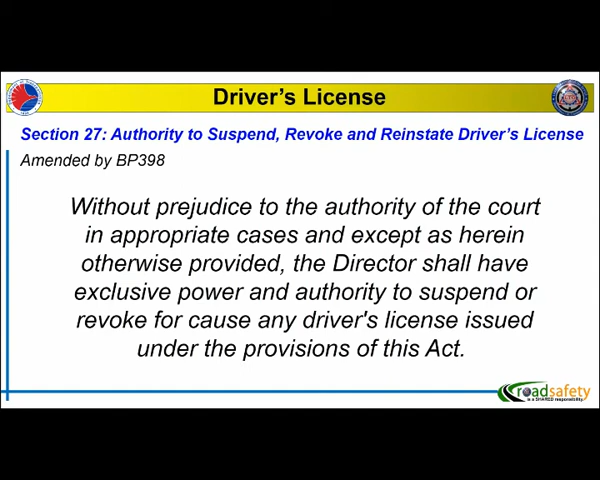 Driver's License
Section 27: Authority to Suspend, Revoke and Reinstate Driver's License
Amended by BP398
Without prejudice to the authority of the court
in appropriate cases and except as herein
otherwise provided, the Director shall have
exclusive power and authority to suspend or
revoke for cause any driver's license issued
under the provisions of this Act.
roadsafety
is a SHARED responsibility